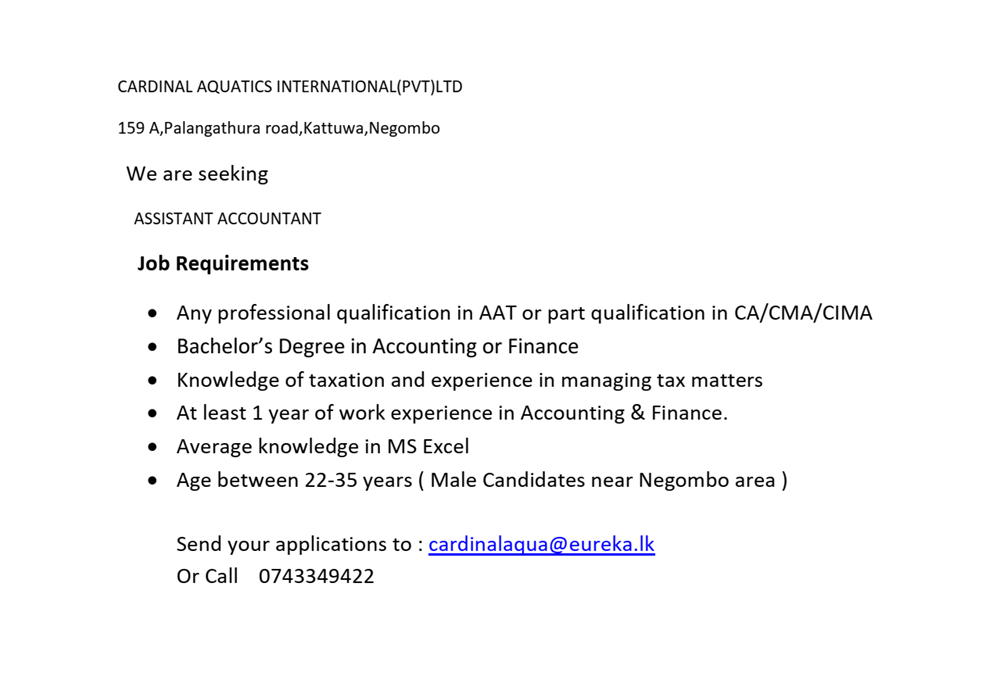 CARDINAL AQUATICS INTERNATIONAL(PVT)LTD
159 A,Palangathura road,Kattuwa,Negombo
We are seeking
ASSISTANT ACCOUNTANT
Job Requirements
• Any professional qualification in AAT or part qualification in CA/CMA/CIMA
• Bachelor’s Degree in Accounting or Finance
• Knowledge of taxation and experience in managing tax matters
• At least 1 year of work experience in Accounting & Finance.
• Average knowledge in MS Excel
• Age between 22-35 years ( Male Candidates near Negombo area )
Send your applications to : cardinalaqua@eureka.lk
Or Call 0743349422